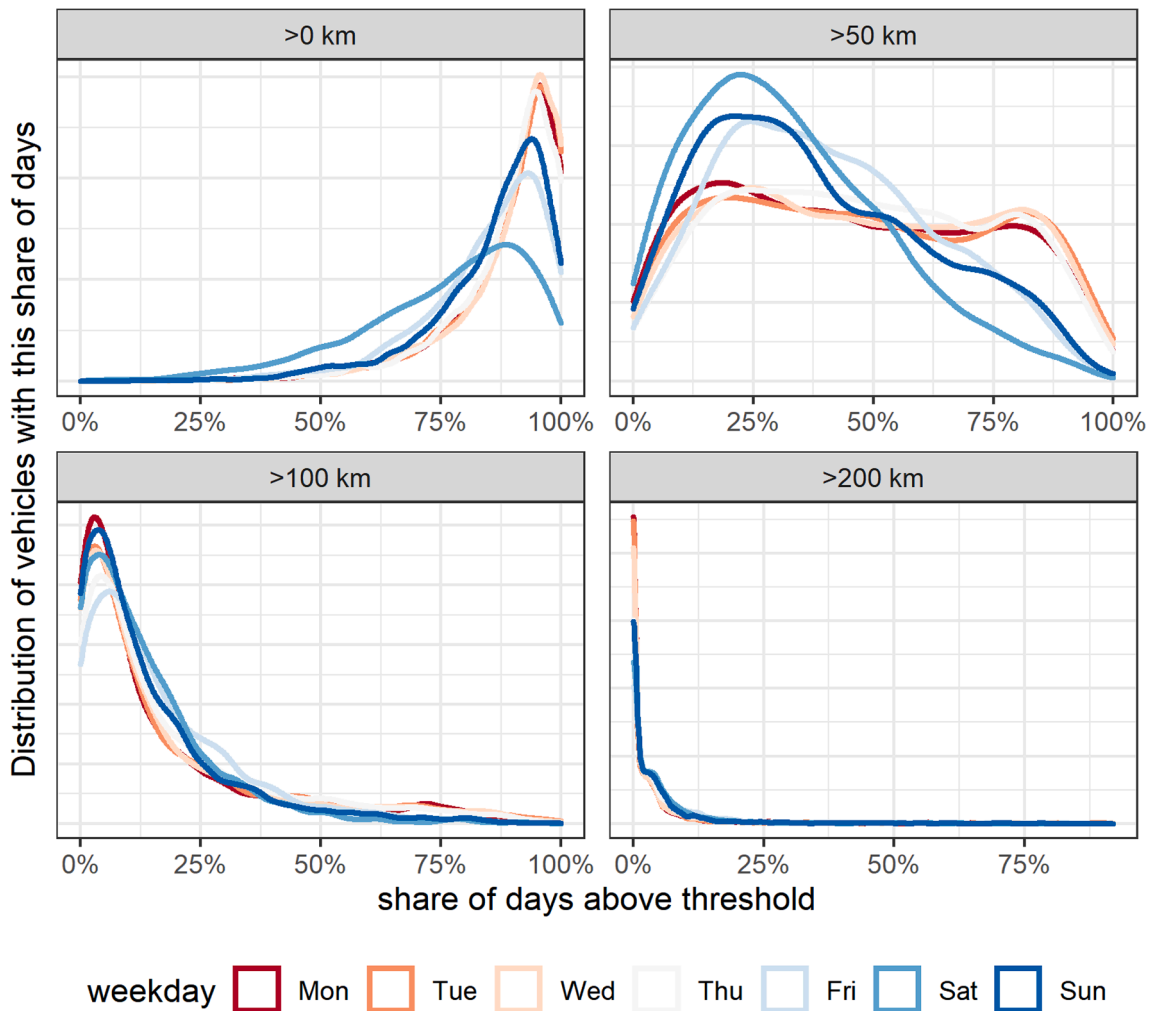 >0 km
>50 km
0% 25% 50% 75% 100%
0% 25% 50% 75% 100%
>100 km
>200 km
0% 25% 50% 75% 100%
0% 25% 50% 75%
Distribution of vehicles with this share of days
share of days above threshold
weekday Mon Tue Wed Thu Fri Sat Sun